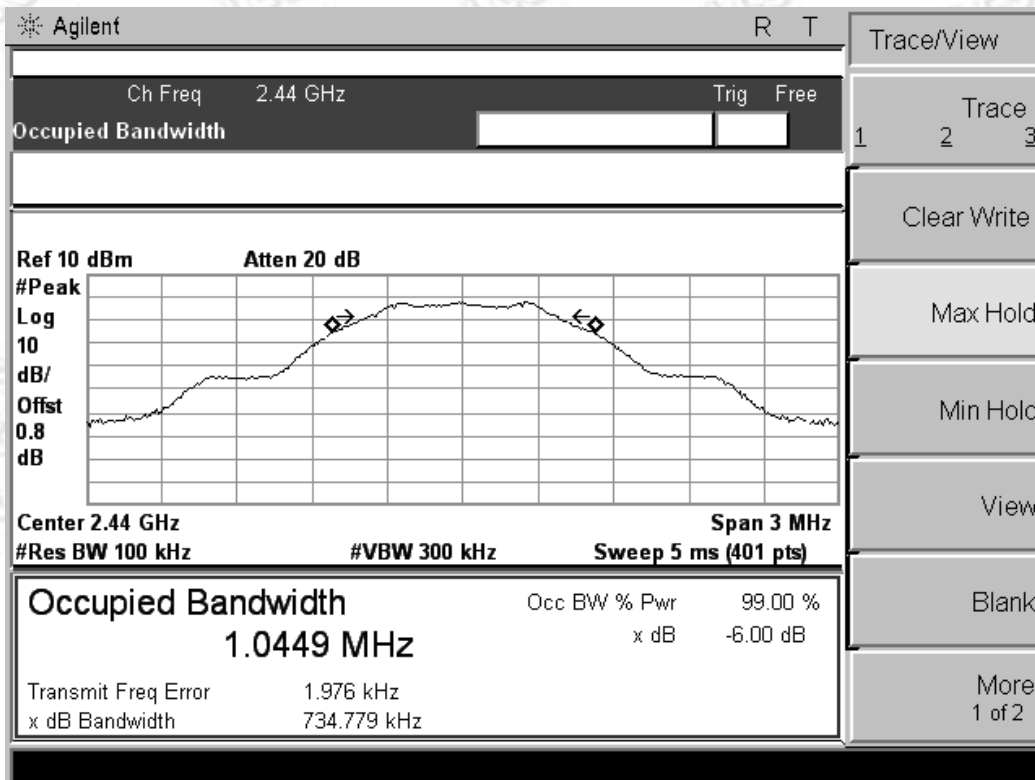 Agilent R T
Ch Freq 2.44 GHz Trig Free
Occupied Bandwidth
Ref 10 dBm Atten 20 dB
#Peak
Log
10
dB/
Offst
0.8
dB
Center 2.44 GHz Span 3 MHz
#Res BW 100 kHz #VBW 300 kHz Sweep 5 ms (401 pts)
Occupied Bandwidth
1.0449 MHz
Occ BW % Pwr 99.00 %
x dB -6.00 dB
Transmit Freq Error 1.976 kHz
x dB Bandwidth 734.779 kHz
Trace/View
Trace
1 2 3
Clear Write
Max Hold
Min Hold
View
Blank
More
1 of 2